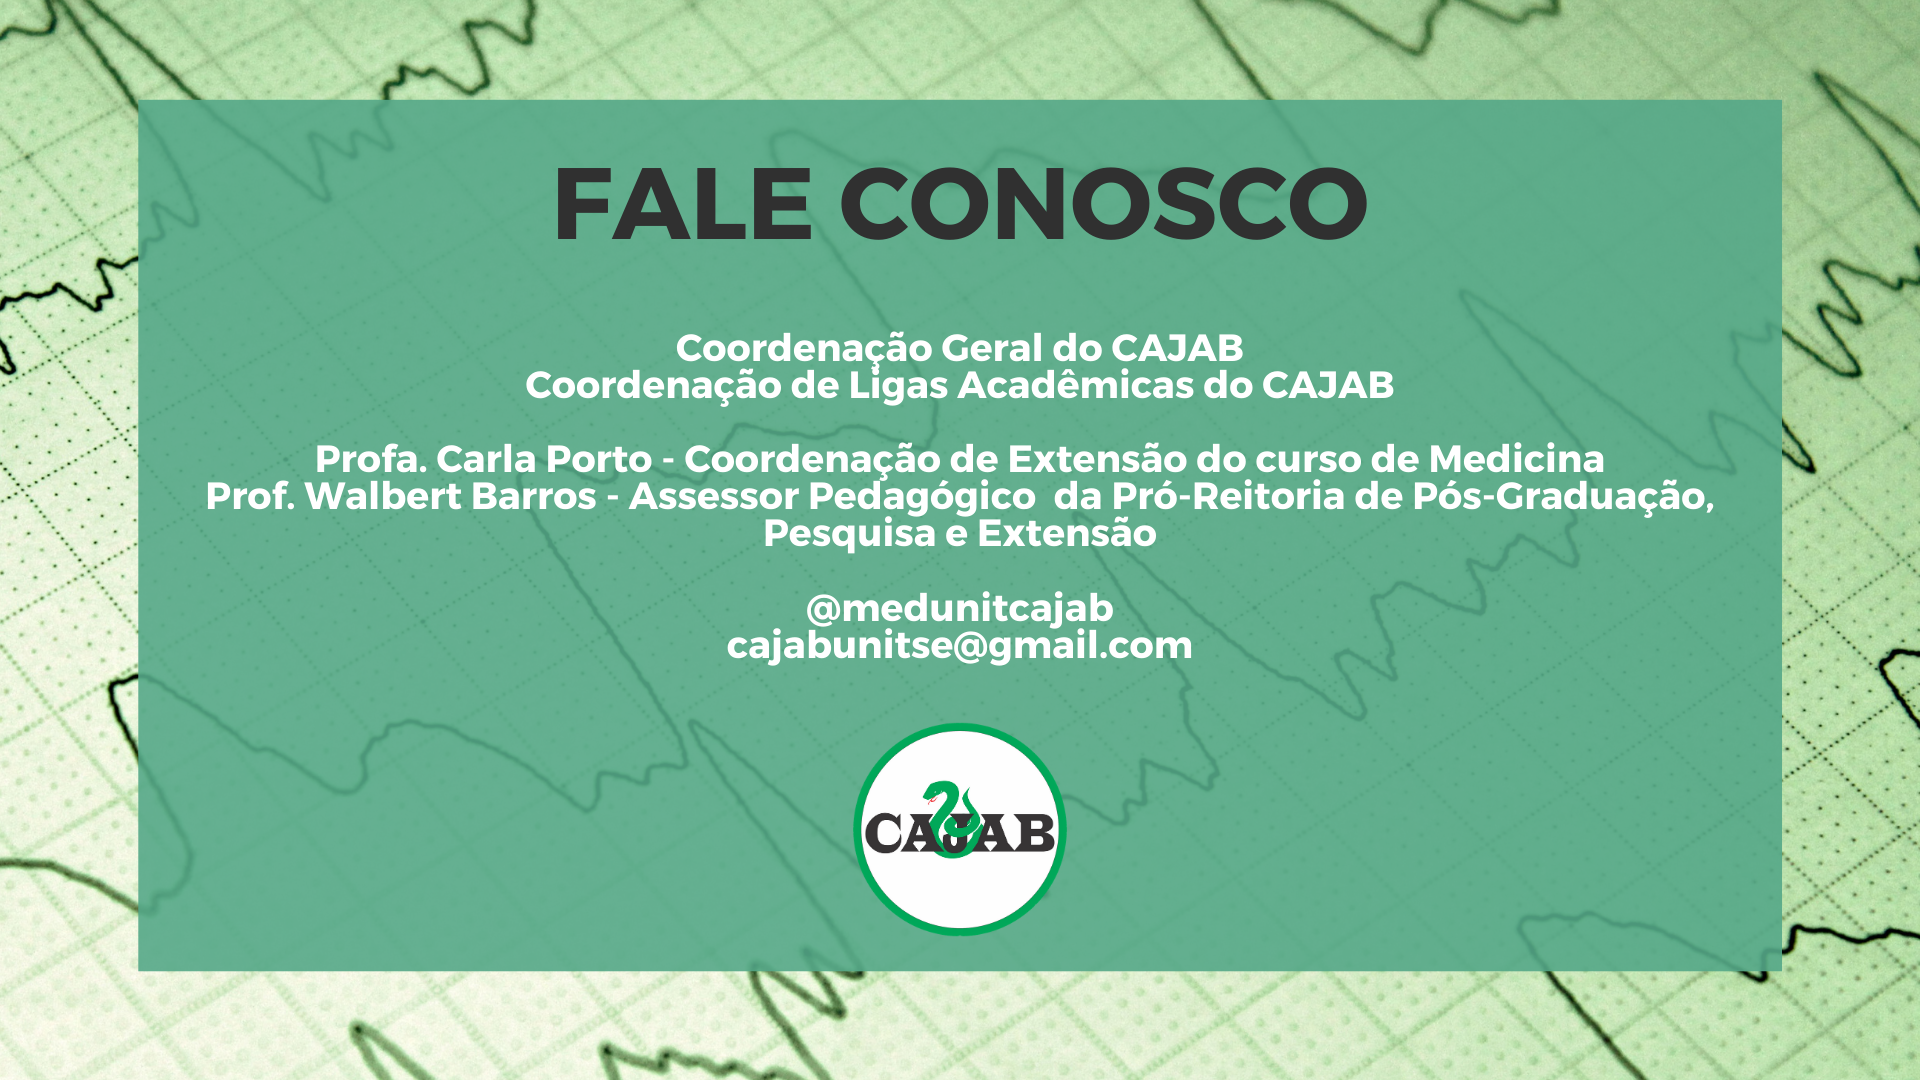 FALE CONOSCO
Coordenação Geral do CAJAB
Coordenação de Ligas Acadêmicas do CAJAB
Profa. Carla Porto - Coordenação de Extensão do curso de Medicina
Prof. Walbert Barros - Assessor Pedagógico  da Pró-Reitoria de Pós-Graduação,
Pesquisa e Extensão
@medunitcajab
cajabunitse@gmail.com
CAJAB